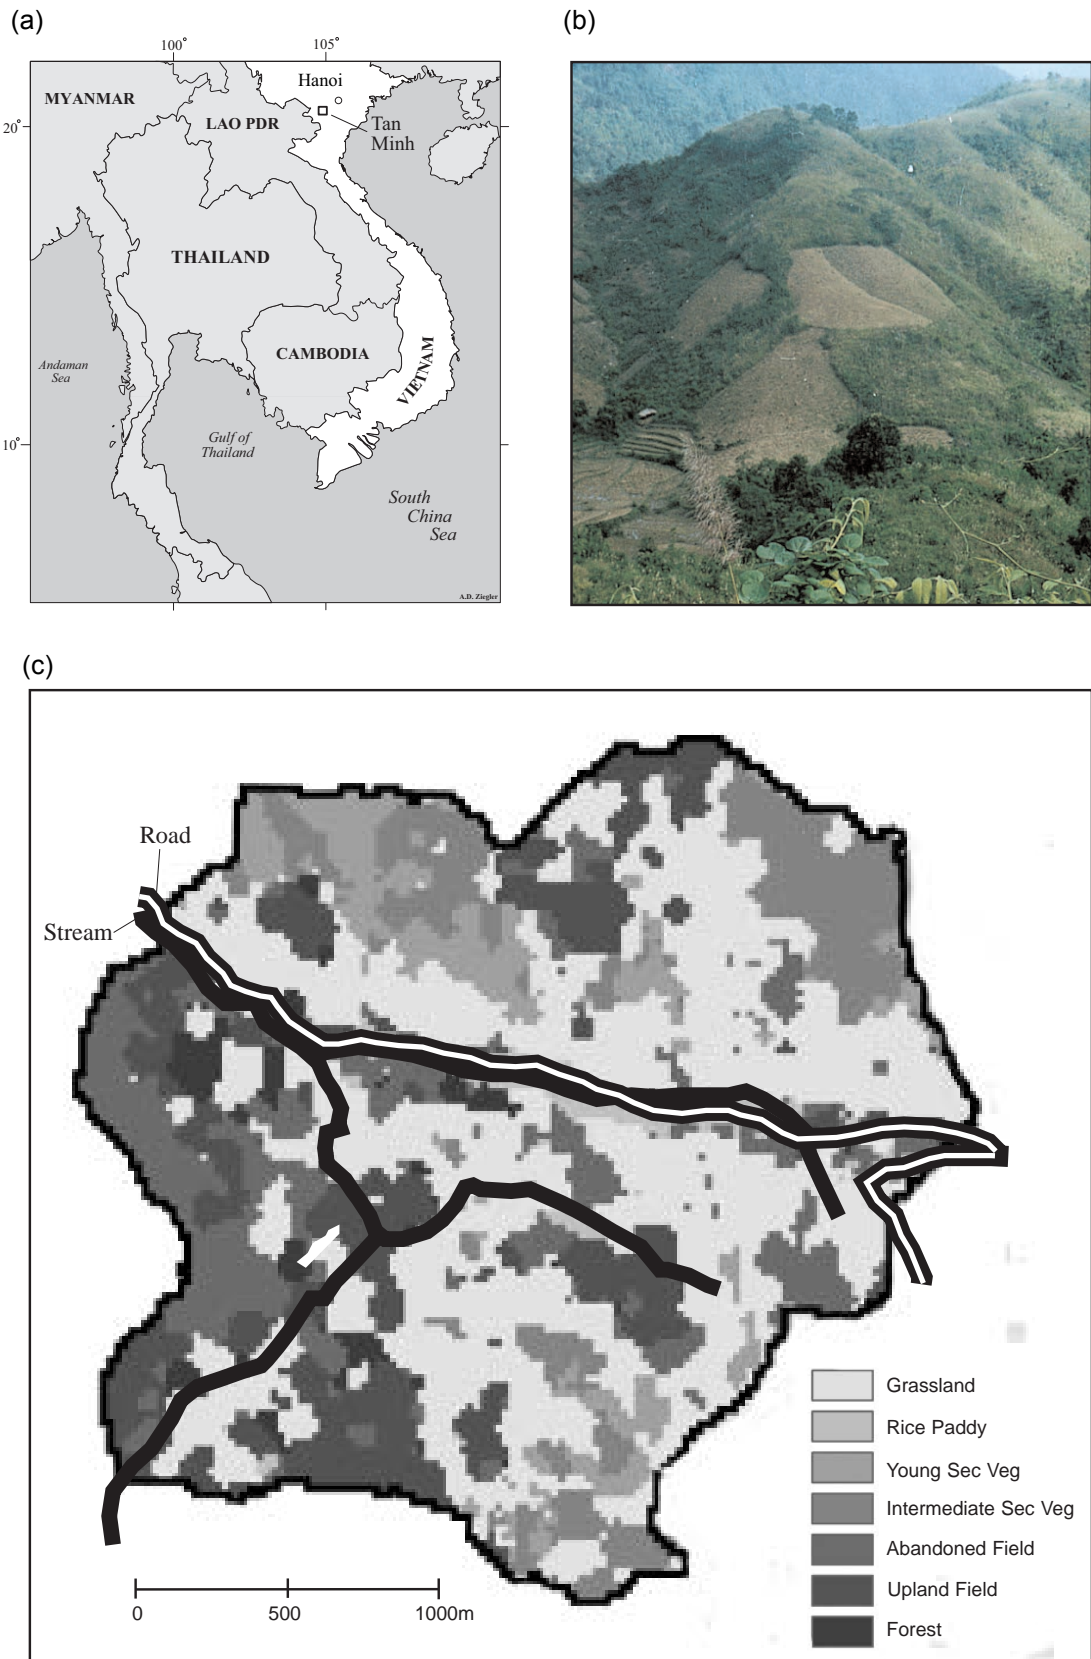 (a)
100°
105°
Hanoi
MYANMAR
LAO PDR
Tan
Minh
20°
THAILAND
CAMBODIA
VIETNAM
Andaman
Sea
10°
Gulf of
Thailand
South
China
Sea
A.D. Ziegler
(b)
(c)
Road
Stream
Grassland
Rice Paddy
Young Sec Veg
Intermediate Sec Veg
Abandoned Field
Upland Field
Forest
0
500
1000m